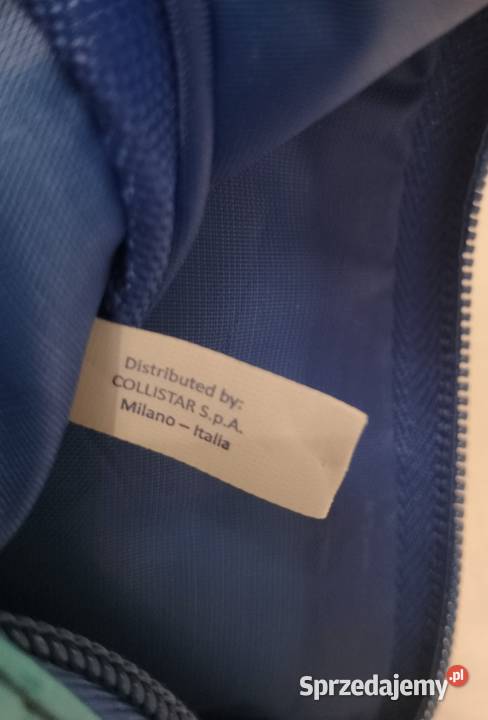 Distributed by:
COLLISTAR S.p.A.
Milano – Italia
Sprzedajemy.pl